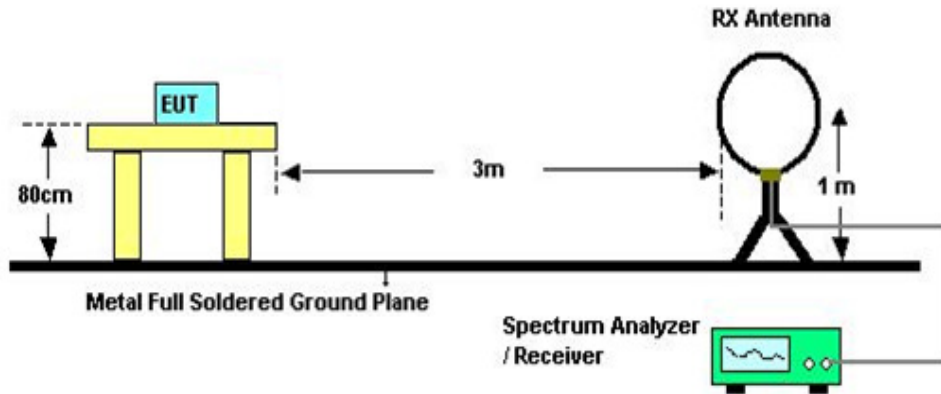 RX Antenna
EUT
3m
80cm
1 m
Metal Full Soldered Ground Plane
Spectrum Analyzer
/ Receiver